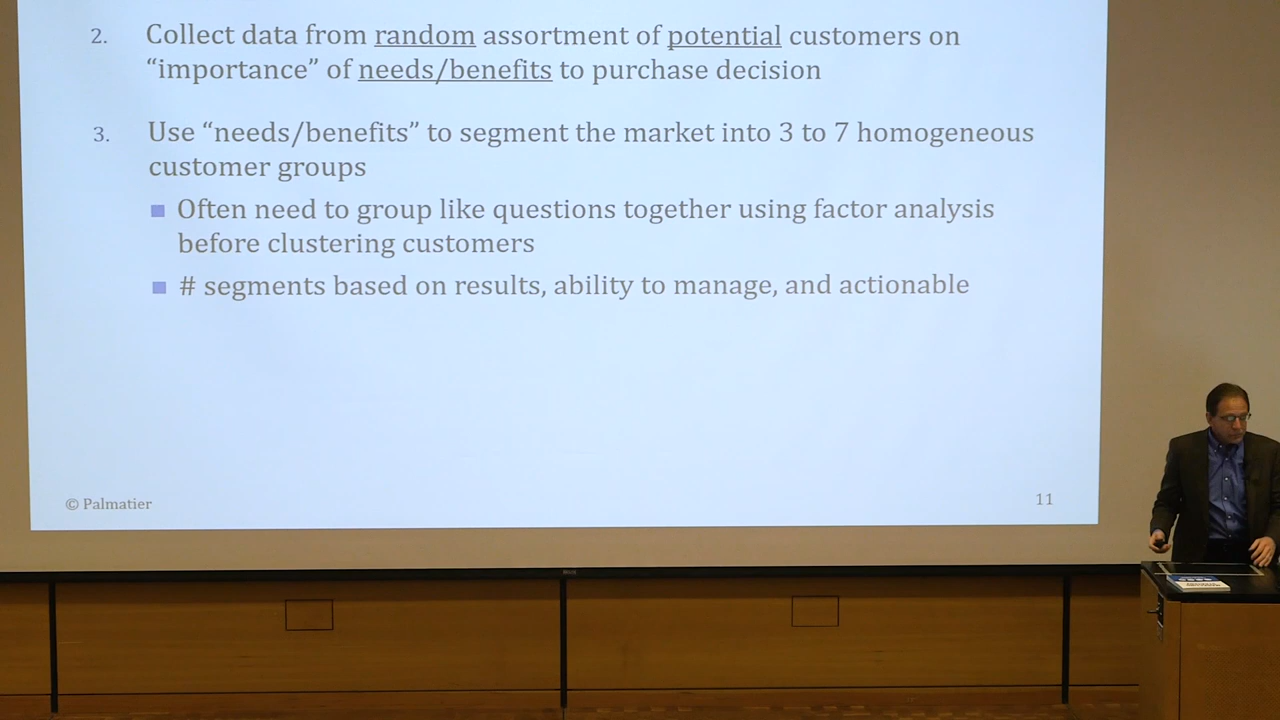 2. Collect data from random assortment of potential customers on
“importance” of needs/benefits to purchase decision
3. Use “needs/benefits” to segment the market into 3 to 7 homogeneous
customer groups
■ Often need to group like questions together using factor analysis
before clustering customers
■ # segments based on results, ability to manage, and actionable
© Palmatier
11